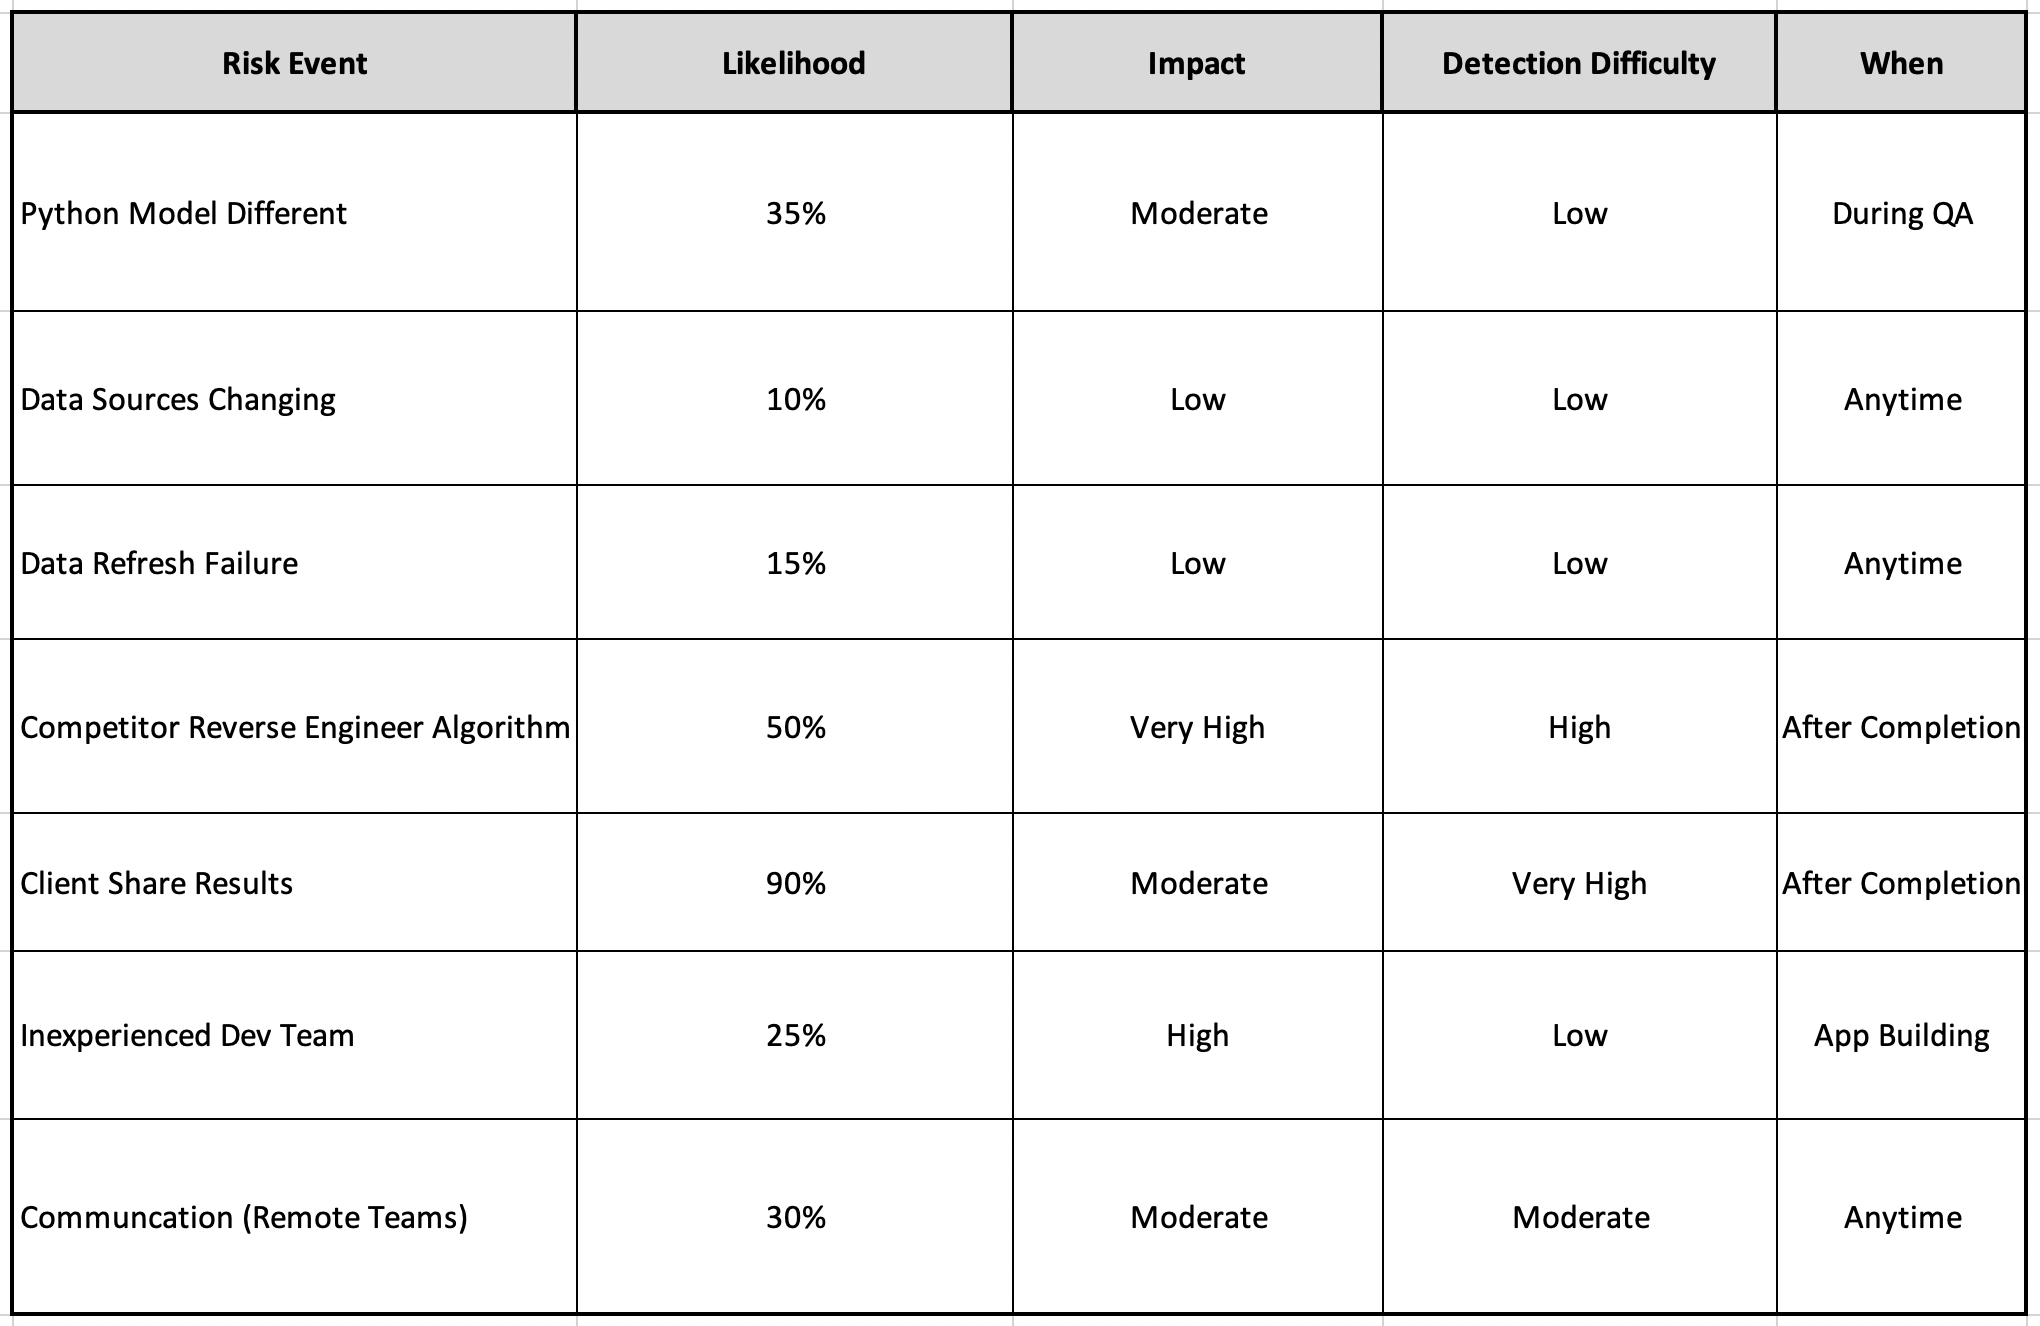 Risk Event Likelihood Impact Detection Difficulty When
Python Model Different 35% Moderate Low During QA
Data Sources Changing 10% Low Low Anytime
Data Refresh Failure 15% Low Low Anytime
Competitor Reverse Engineer Algorithm 50% Very High High After Completion
Client Share Results 90% Moderate Very High After Completion
Inexperienced Dev Team 25% High Low App Building
Communcation (Remote Teams) 30% Moderate Moderate Anytime